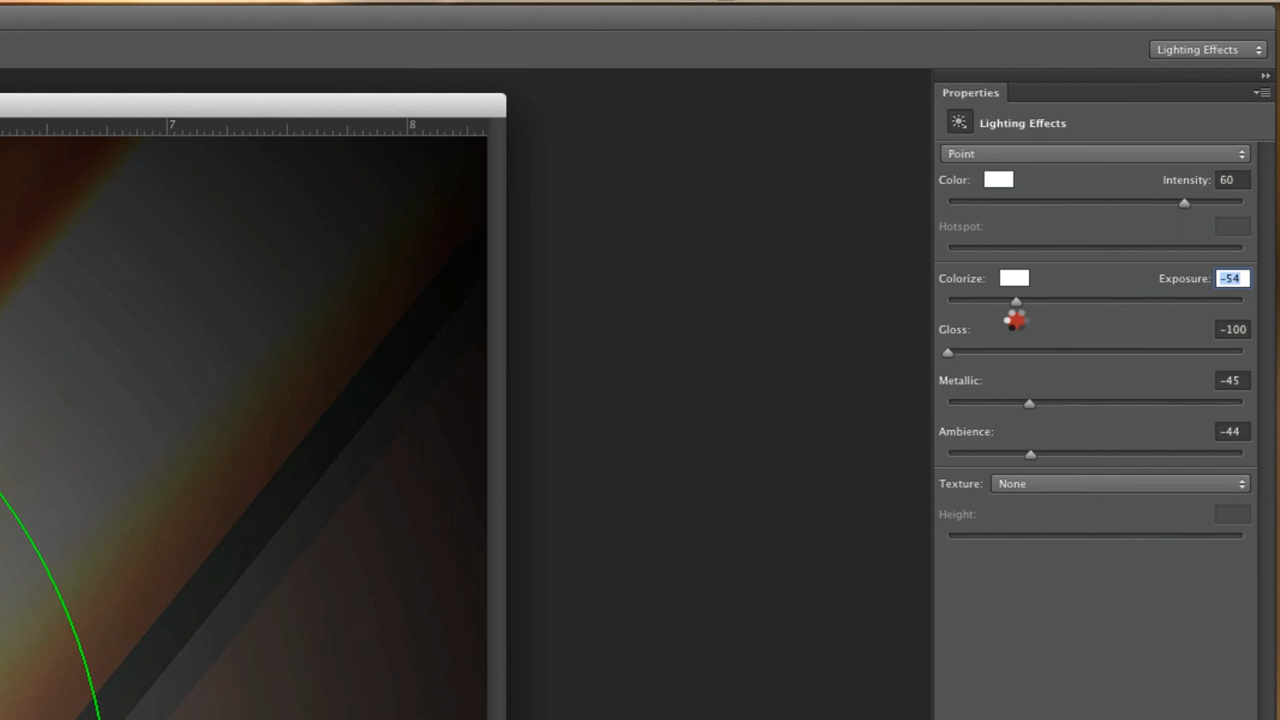 Lighting Effects
Properties
7
8
Lighting Effects
Point
Color:
Intensity: 60
Hotspot:
Colorize:
Exposure: -54
Gloss:
-100
Metallic:
-45
Ambience:
-44
Texture: None
Height: